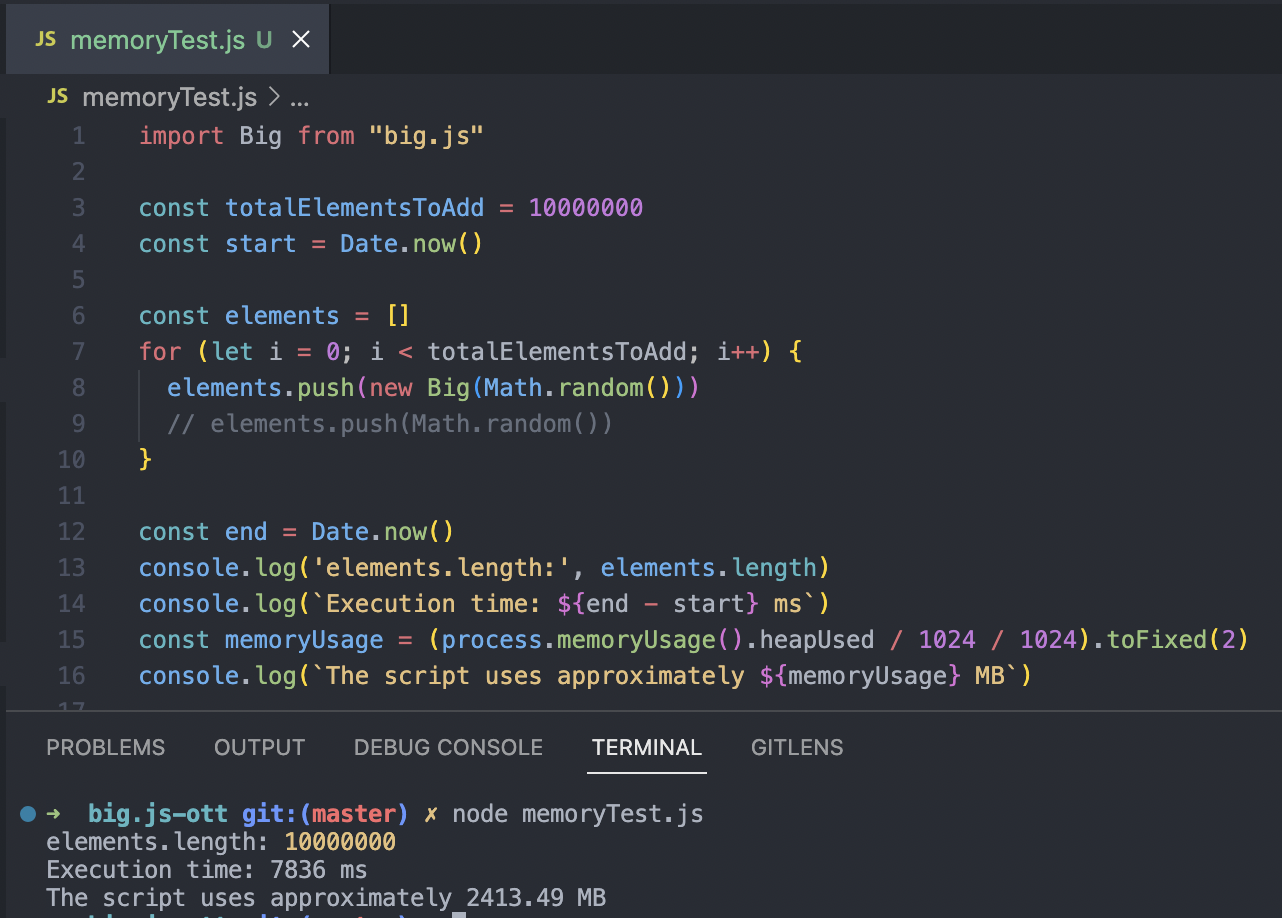 JS memoryTest.js U
JS memoryTest.js > ...
1 import Big from "big.js"
2
3 const totalElementsToAdd = 10000000
4 const start = Date.now()
5
6 const elements = []
7 for (let i = 0; i < totalElementsToAdd; i++) {
8   elements.push(new Big(Math.random()))
9   // elements.push(Math.random())
10 }
11
12 const end = Date.now()
13 console.log('elements.length:', elements.length)
14 console.log(`Execution time: ${end - start} ms`)
15 const memoryUsage = (process.memoryUsage().heapUsed / 1024 / 1024).toFixed(2)
16 console.log(`The script uses approximately ${memoryUsage} MB`)
17
PROBLEMS OUTPUT DEBUG CONSOLE TERMINAL GITLENS
➜ big.js-ott git:(master) ✗ node memoryTest.js
elements.length: 10000000
Execution time: 7836 ms
The script uses approximately 2413.49 MB